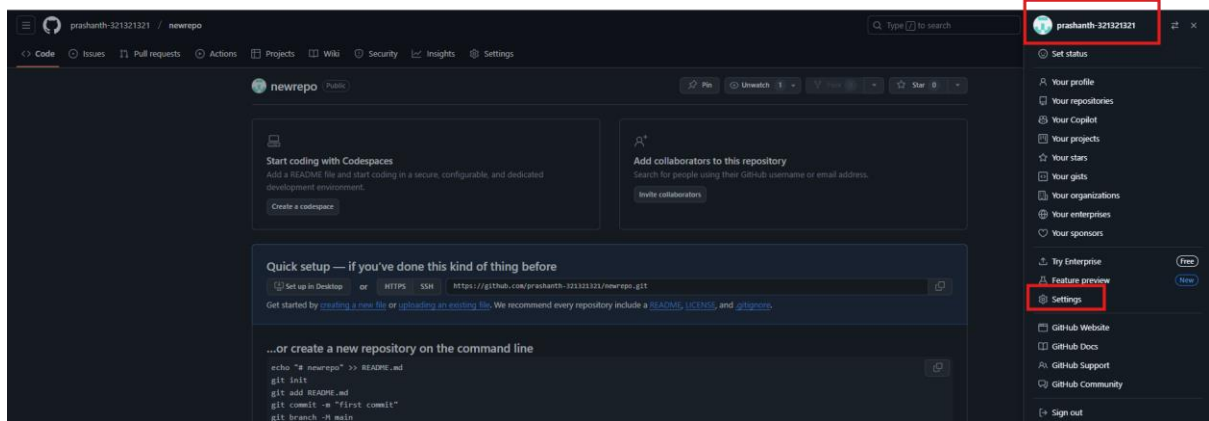 prashanth-321321321 / newrepo
Type / to search
prashanth-321321321
Code Issues Pull requests Actions Projects Wiki Security Insights Settings
newrepo Public
Pin Unwatch 1 Star 0
Start coding with Codespaces
Add a README file and start coding in a secure, configurable, and dedicated
development environment.
Create a codespace
Add collaborators to this repository
Search for people using their GitHub username or email address.
Invite collaborators
Quick setup — if you've done this kind of thing before
Set up in Desktop or HTTPS SSH https://github.com/prashanth-321321321/newrepo.git
Get started by creating a new file or uploading an existing file. We recommend every repository include a README, LICENSE, and .gitignore.
...or create a new repository on the command line
echo "# newrepo" >> README.md
git init
git add README.md
git commit -m "first commit"
git branch -M main
Set status
Your profile
Your repositories
Your Copilot
Your projects
Your stars
Your gists
Your organizations
Your enterprises
Your sponsors
Try Enterprise Free
Feature preview New
Settings
GitHub Website
GitHub Docs
GitHub Support
GitHub Community
Sign out